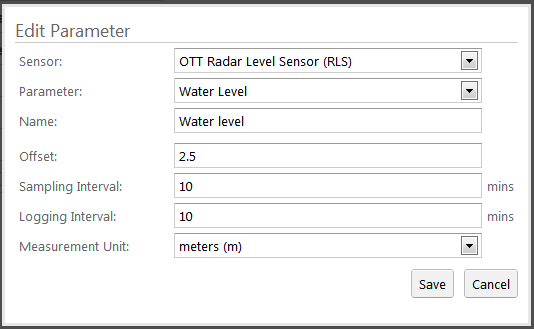 Edit Parameter
Sensor: OTT Radar Level Sensor (RLS)
Parameter: Water Level
Name: Water level
Offset: 2.5
Sampling Interval: 10 mins
Logging Interval: 10 mins
Measurement Unit: meters (m)
Save Cancel